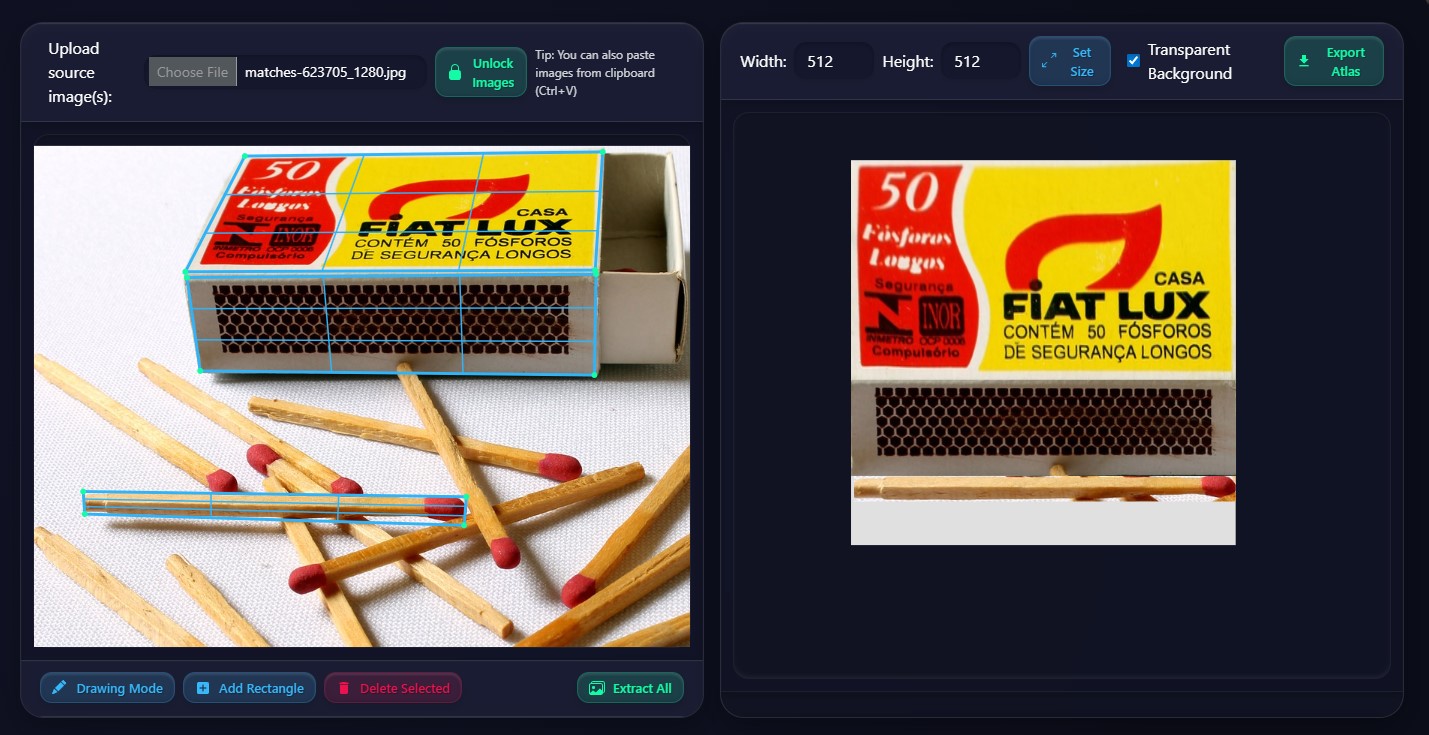 Upload
source
image(s):
Choose File matches-623705_1280.jpg
Unlock
Images
Tip: You can also paste
images from clipboard
(Ctrl+V)
50
Fósforos
Longos
Segurança
N INOR
INMETRO OCP 0006
Compulsório
CASA
FIAT LUX
CONTÉM 50 FÓSFOROS
DE SEGURANÇA LONGOS
Drawing Mode
Add Rectangle
Delete Selected
Extract All
Width: 512 Height: 512
Set
Size
Transparent
Background
Export
Atlas
50
Fósforos
Longos
Segurança
N INOR
INMETRO OCP 0006
Compulsório
CASA
FIAT LUX
CONTÉM 50 FÓSFOROS
DE SEGURANÇA LONGOS